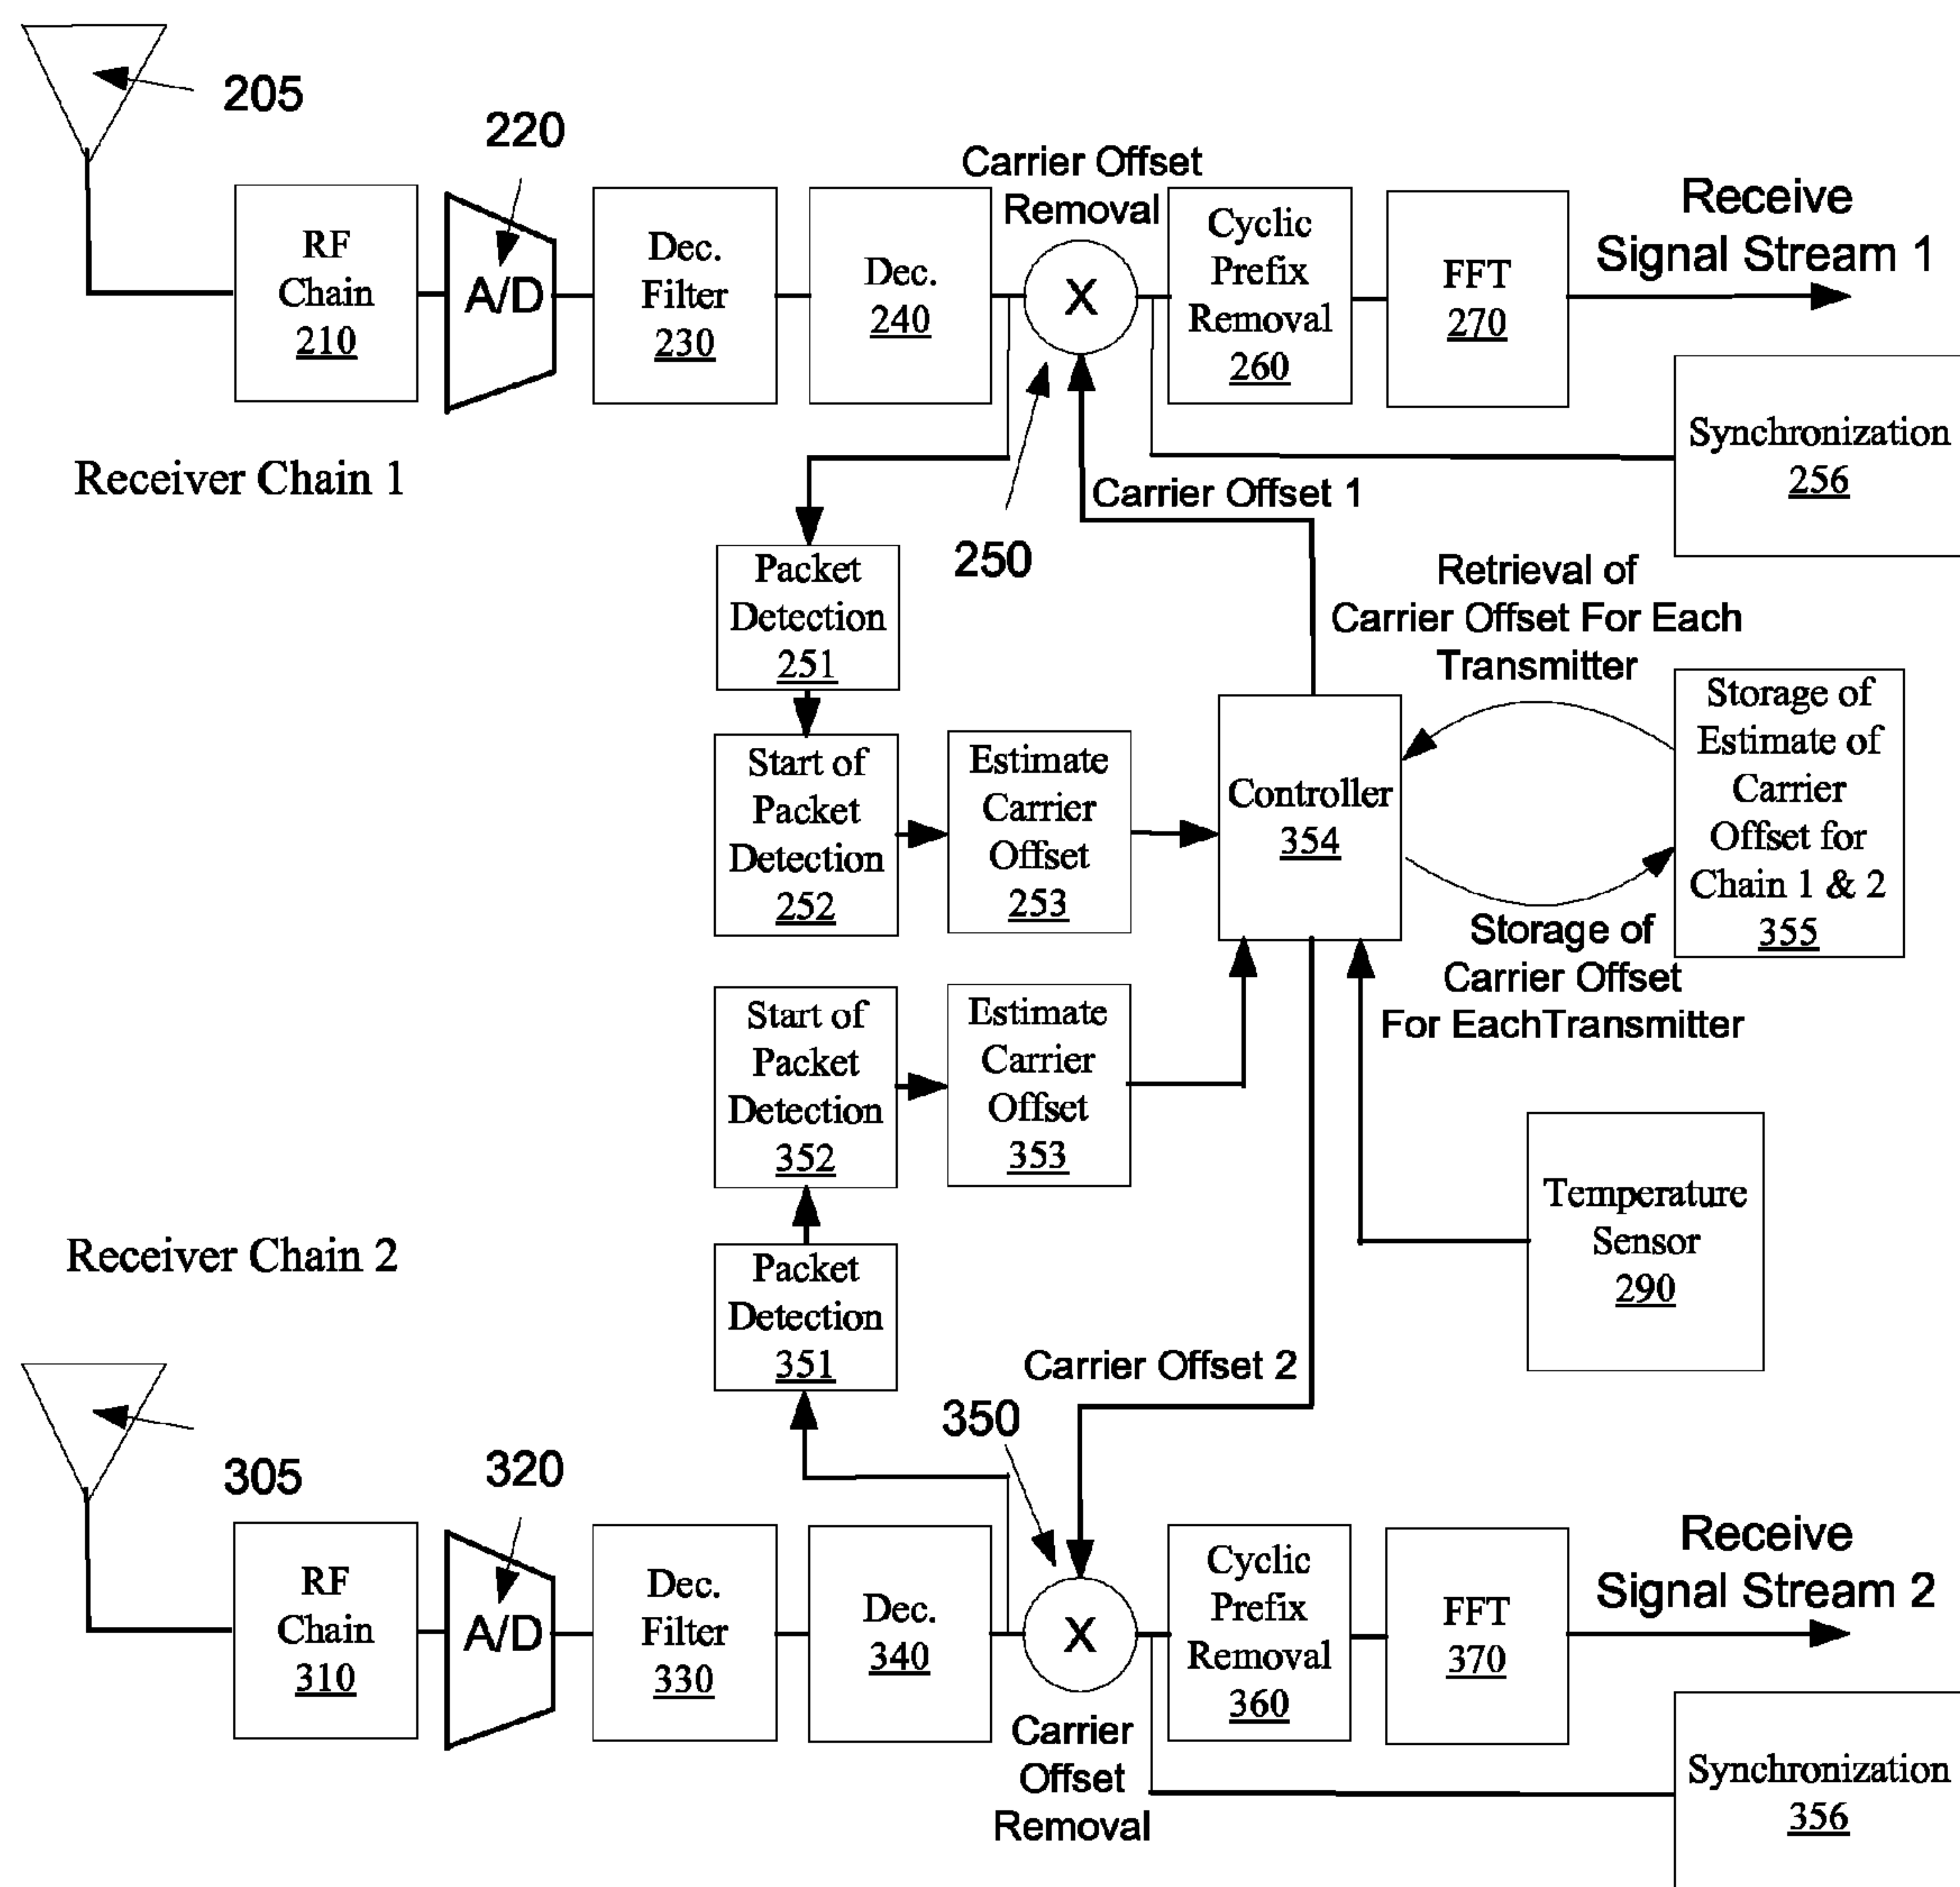 205
220
Carrier Offset
Removal
RF
Chain
210
A/D
Dec.
Filter
230
Dec.
240
X
Cyclic
Prefix
Removal
260
FFT
270
Receive
Signal Stream 1
Synchronization
256
Receiver Chain 1
Carrier Offset 1
250
Packet
Detection
251
Retrieval of
Carrier Offset For Each
Transmitter
Start of
Packet
Detection
252
Estimate
Carrier
Offset
253
Controller
354
Storage of
Estimate of
Carrier
Offset for
Chain 1 & 2
355
Storage of
Carrier Offset
For EachTransmitter
Start of
Packet
Detection
352
Estimate
Carrier
Offset
353
Temperature
Sensor
290
Receiver Chain 2
Packet
Detection
351
Carrier Offset 2
350
305
320
RF
Chain
310
A/D
Dec.
Filter
330
Dec.
340
X
Carrier
Offset
Removal
Cyclic
Prefix
Removal
360
FFT
370
Receive
Signal Stream 2
Synchronization
356